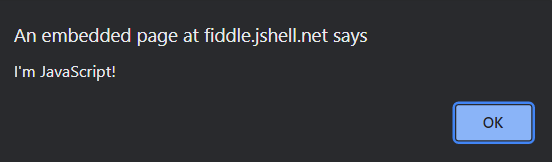 An embedded page at fiddle.jshell.net says
I'm JavaScript!
OK